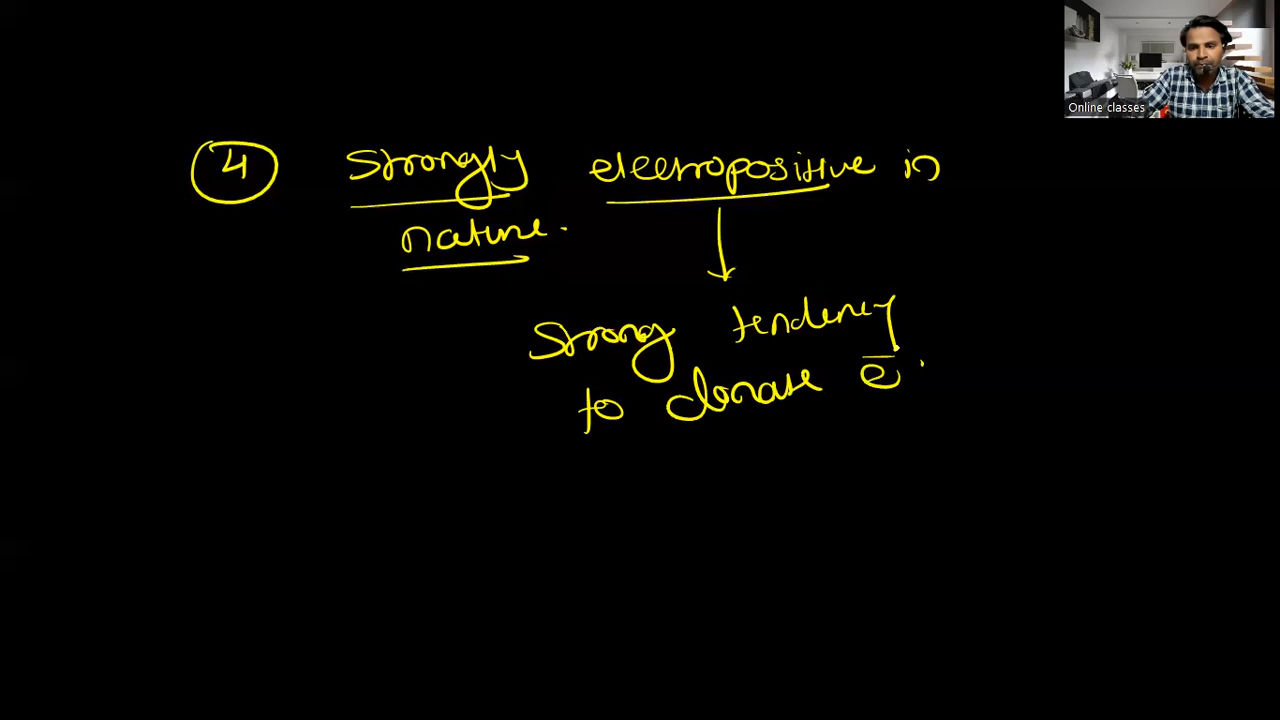 Online classes
4 Strongly electropositive in
nature.
Strong tendency
to donate e̅.